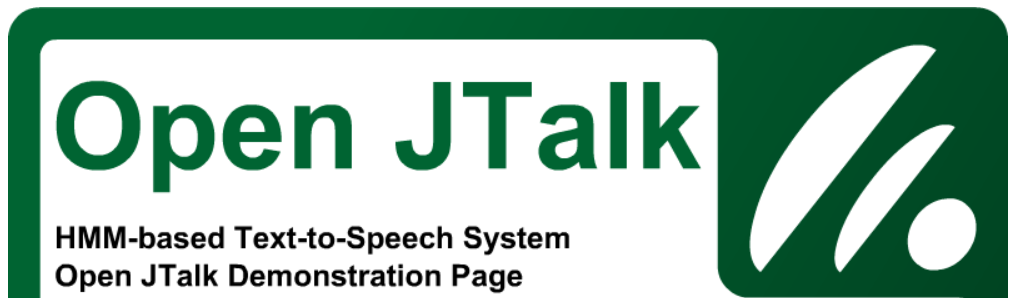 Open JTalk
HMM-based Text-to-Speech System
Open JTalk Demonstration Page